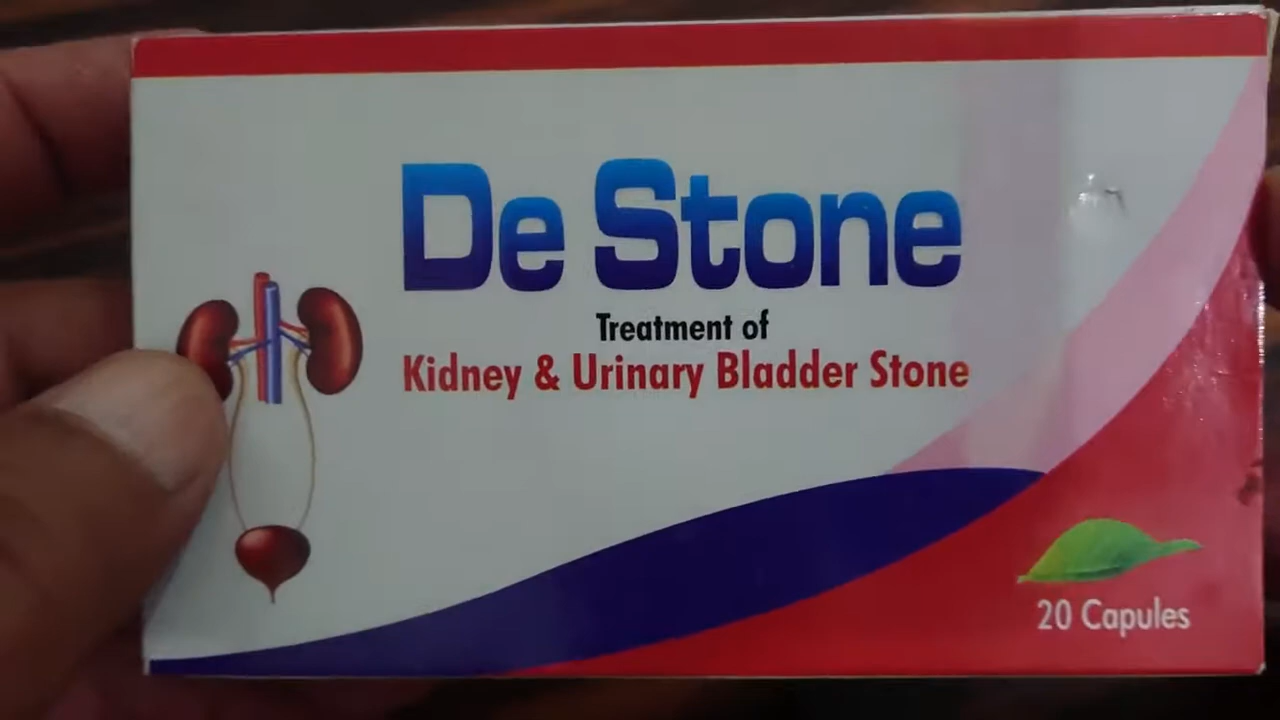 De Stone
Treatment of
Kidney & Urinary Bladder Stone
20 Capules